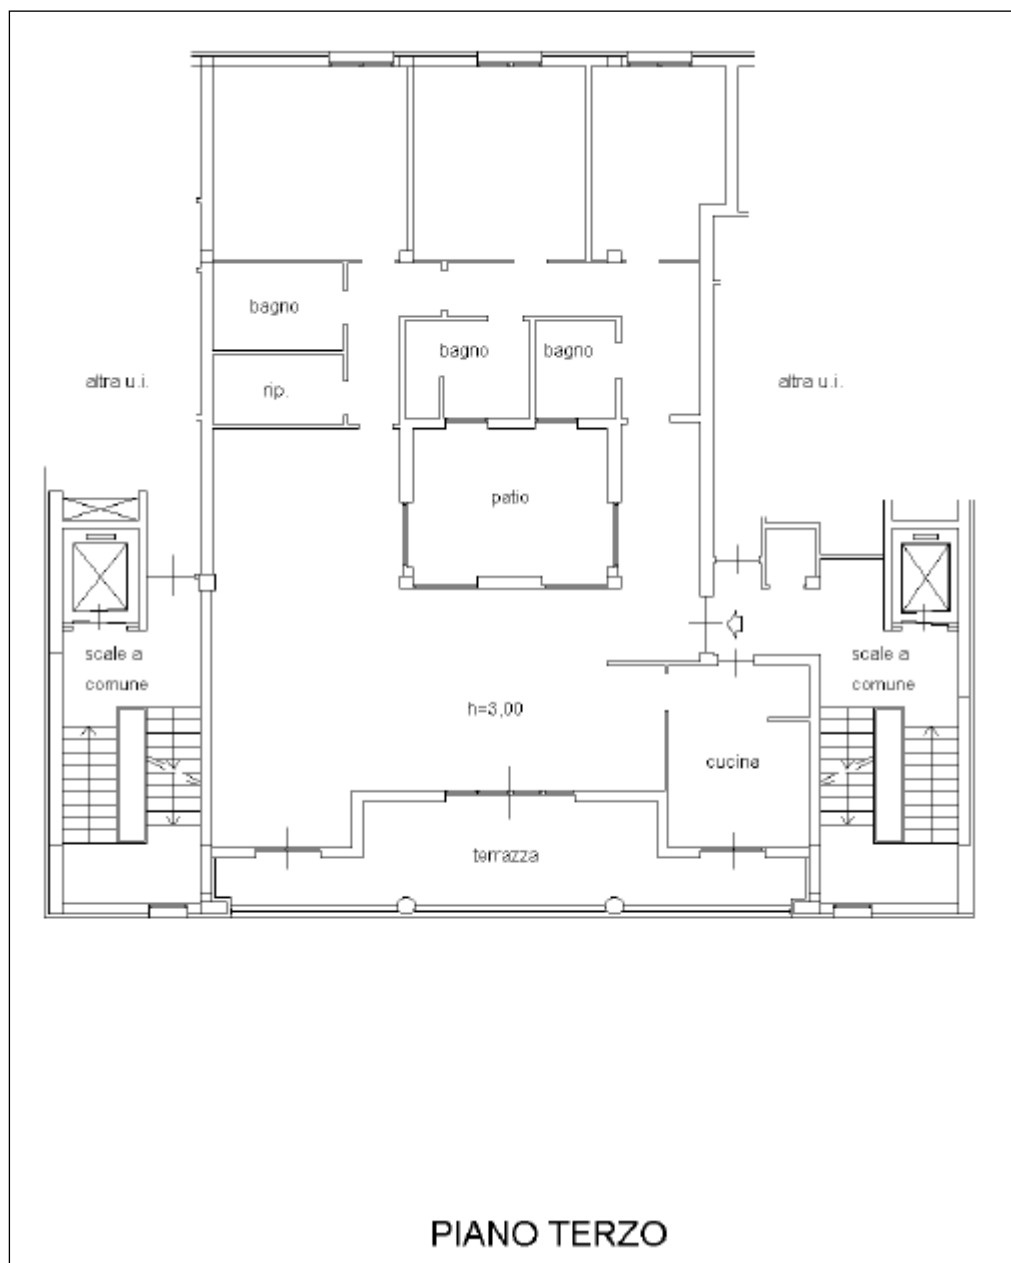 bagno
bagno
bagno
altra u.i.
rip.
altra u.i.
patio
scale a
comune
scale a
comune
h=3,00
cucina
terrazza
PIANO TERZO